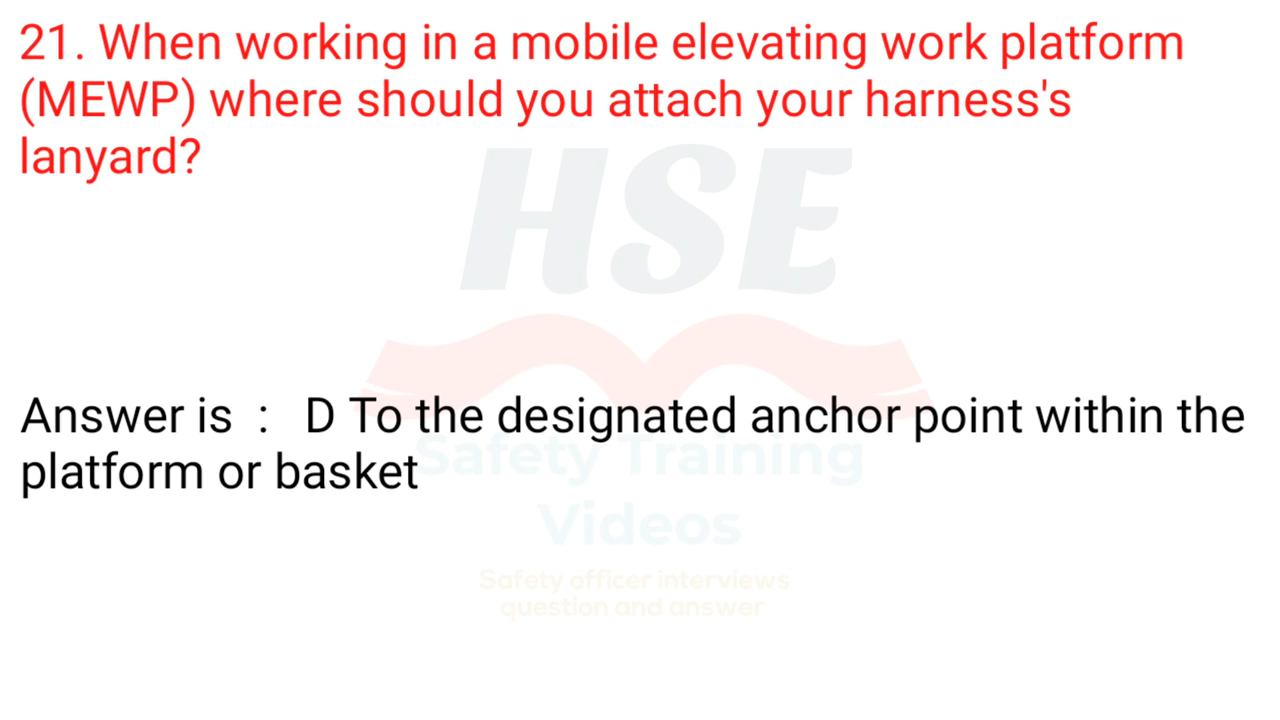 21. When working in a mobile elevating work platform
(MEWP) where should you attach your harness's
lanyard?
HSE
Answer is : D To the designated anchor point within the
platform or basket
Safety Training
Videos
Safety officer interviews
question and answer